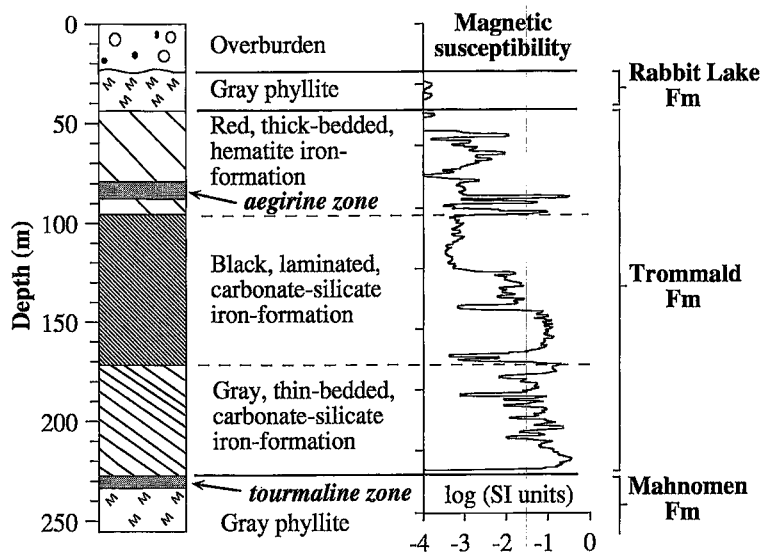 0
50
100
150
200
250
Depth (m)
Overburden
Gray phyllite
Red, thick-bedded,
hematite iron-
formation
aegirine zone
Black, laminated,
carbonate-silicate
iron-formation
Gray, thin-bedded,
carbonate-silicate
iron-formation
tourmaline zone
Gray phyllite
Magnetic
susceptibility
log (SI units)
-4 -3 -2 -1 0
Rabbit Lake
Fm
Trommald
Fm
Mahnomen
Fm